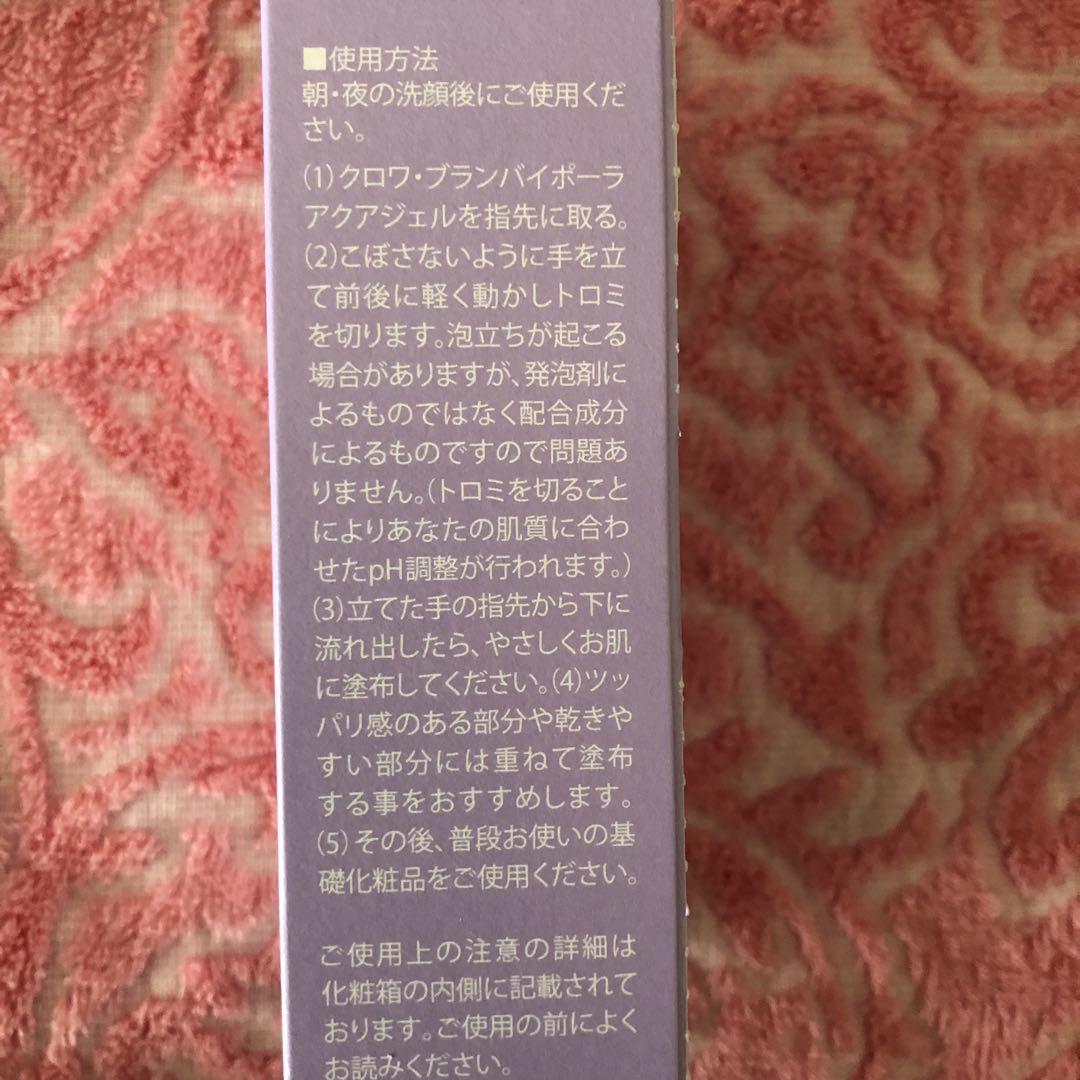 ■使用方法
朝・夜の洗顔後にご使用くだ
さい。
(1)クロワ・ブランバイポーラ
アクアジェルを指先に取る。
(2)こぼさないように手を立
て前後に軽く動かしトロミ
を切ります。泡立ちが起こる
場合がありますが、発泡剤に
よるものではなく配合成分
によるものですので問題あ
りません。(トロミを切ること
によりあなたの肌質に合わ
せたpH調整が行われます。)
(3)立てた手の指先から下に
流れ出したら、やさしくお肌
に塗布してください。(4)ツッ
パリ感のある部分や乾きや
すい部分には重ねて塗布
する事をおすすめします。
(5)その後、普段お使いの基
礎化粧品をご使用ください。
ご使用上の注意の詳細は
化粧箱の内側に記載されて
おります。ご使用の前によく
お読みください。